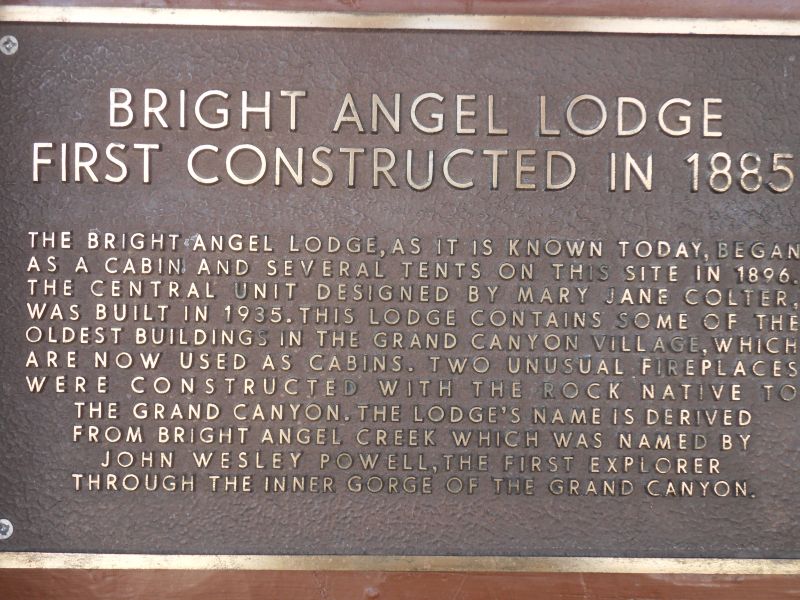 BRIGHT ANGEL LODGE
FIRST CONSTRUCTED IN 1885
THE BRIGHT ANGEL LODGE, AS IT IS KNOWN TODAY, BEGAN
AS A CABIN AND SEVERAL TENTS ON THIS SITE IN 1896.
THE CENTRAL UNIT DESIGNED BY MARY JANE COLTER,
WAS BUILT IN 1935. THIS LODGE CONTAINS SOME OF THE
OLDEST BUILDINGS IN THE GRAND CANYON VILLAGE, WHICH
ARE NOW USED AS CABINS. TWO UNUSUAL FIREPLACES
WERE CONSTRUCTED WITH THE ROCK NATIVE TO
THE GRAND CANYON. THE LODGE'S NAME IS DERIVED
FROM BRIGHT ANGEL CREEK WHICH WAS NAMED BY
JOHN WESLEY POWELL, THE FIRST EXPLORER
THROUGH THE INNER GORGE OF THE GRAND CANYON.